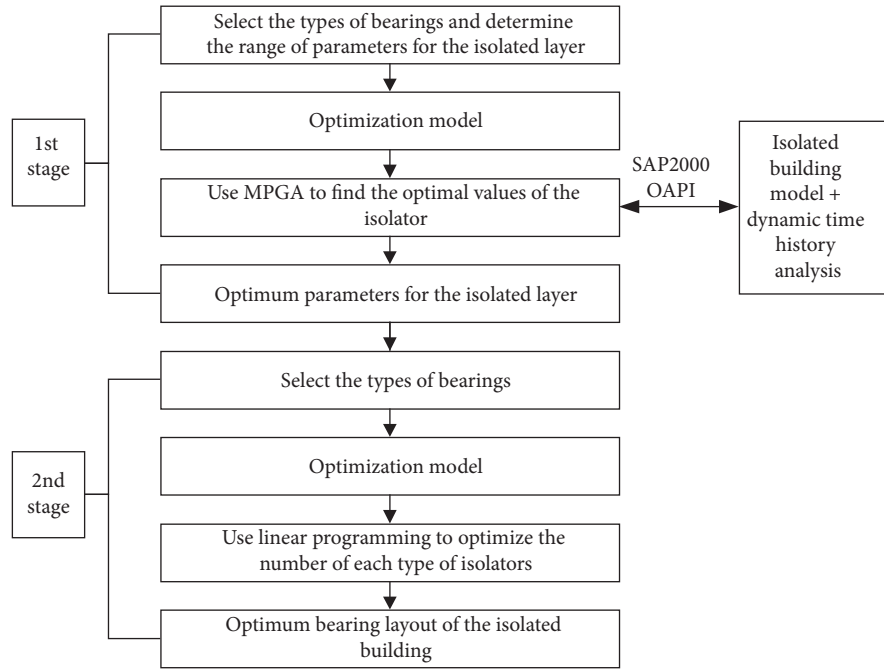 Select the types of bearings and determine
the range of parameters for the isolated layer
Optimization model
1st
stage
Use MPGA to find the optimal values of the
isolator
SAP2000
OAPI
Isolated
building
model +
dynamic time
history
analysis
Optimum parameters for the isolated layer
Select the types of bearings
Optimization model
2nd
stage
Use linear programming to optimize the
number of each type of isolators
Optimum bearing layout of the isolated
building